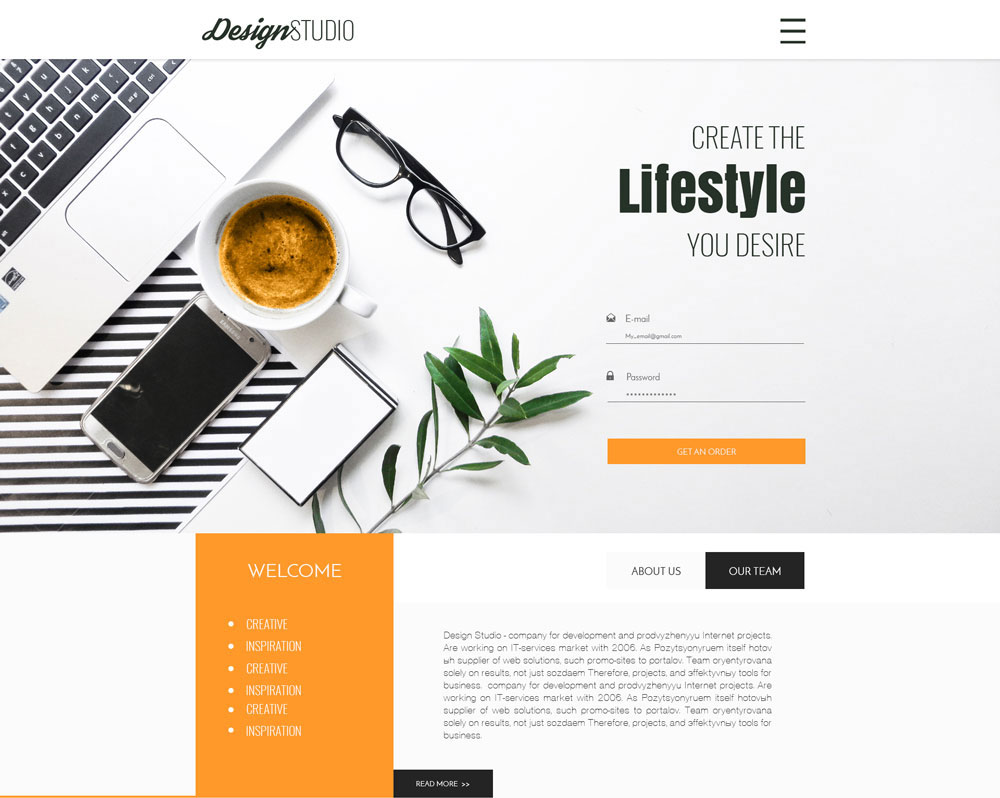 DesignSTUDIO
CREATE THE
Lifestyle
YOU DESIRE
E-mail
My_email@gmail.com
Password
*************
GET AN ORDER
WELCOME
CREATIVE
INSPIRATION
CREATIVE
INSPIRATION
CREATIVE
INSPIRATION
ABOUT US
OUR TEAM
Design Studio - company for development and prodvyzhenyyu Internet projects.
Are working on IT-services market with 2006. As Pozytsyonyruem itself hotov
ыh supplier of web solutions, such promo-sites to portalov. Team oryentyrovana
solely on results, not just sozdaem Therefore, projects, and эffektyvnыy tools for
business. company for development and prodvyzhenyyu Internet projects. Are
working on IT-services market with 2006. As Pozytsyonyruem itself hotovыh
supplier of web solutions, such promo-sites to portalov. Team oryentyrovana
solely on results, not just sozdaem Therefore, projects, and эffektyvnыy tools for
business.
READ MORE >>